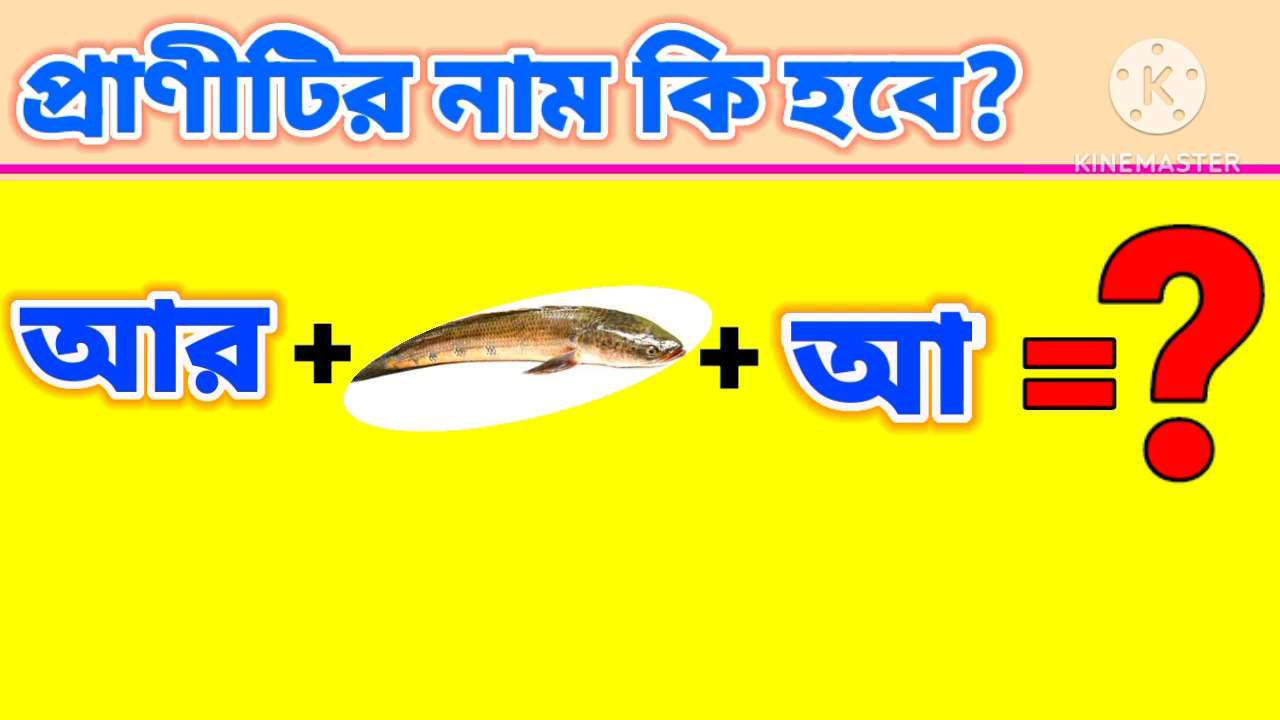 প্রাণীটির নাম কি হবে?
KINEMASTER
আর + + আ =?